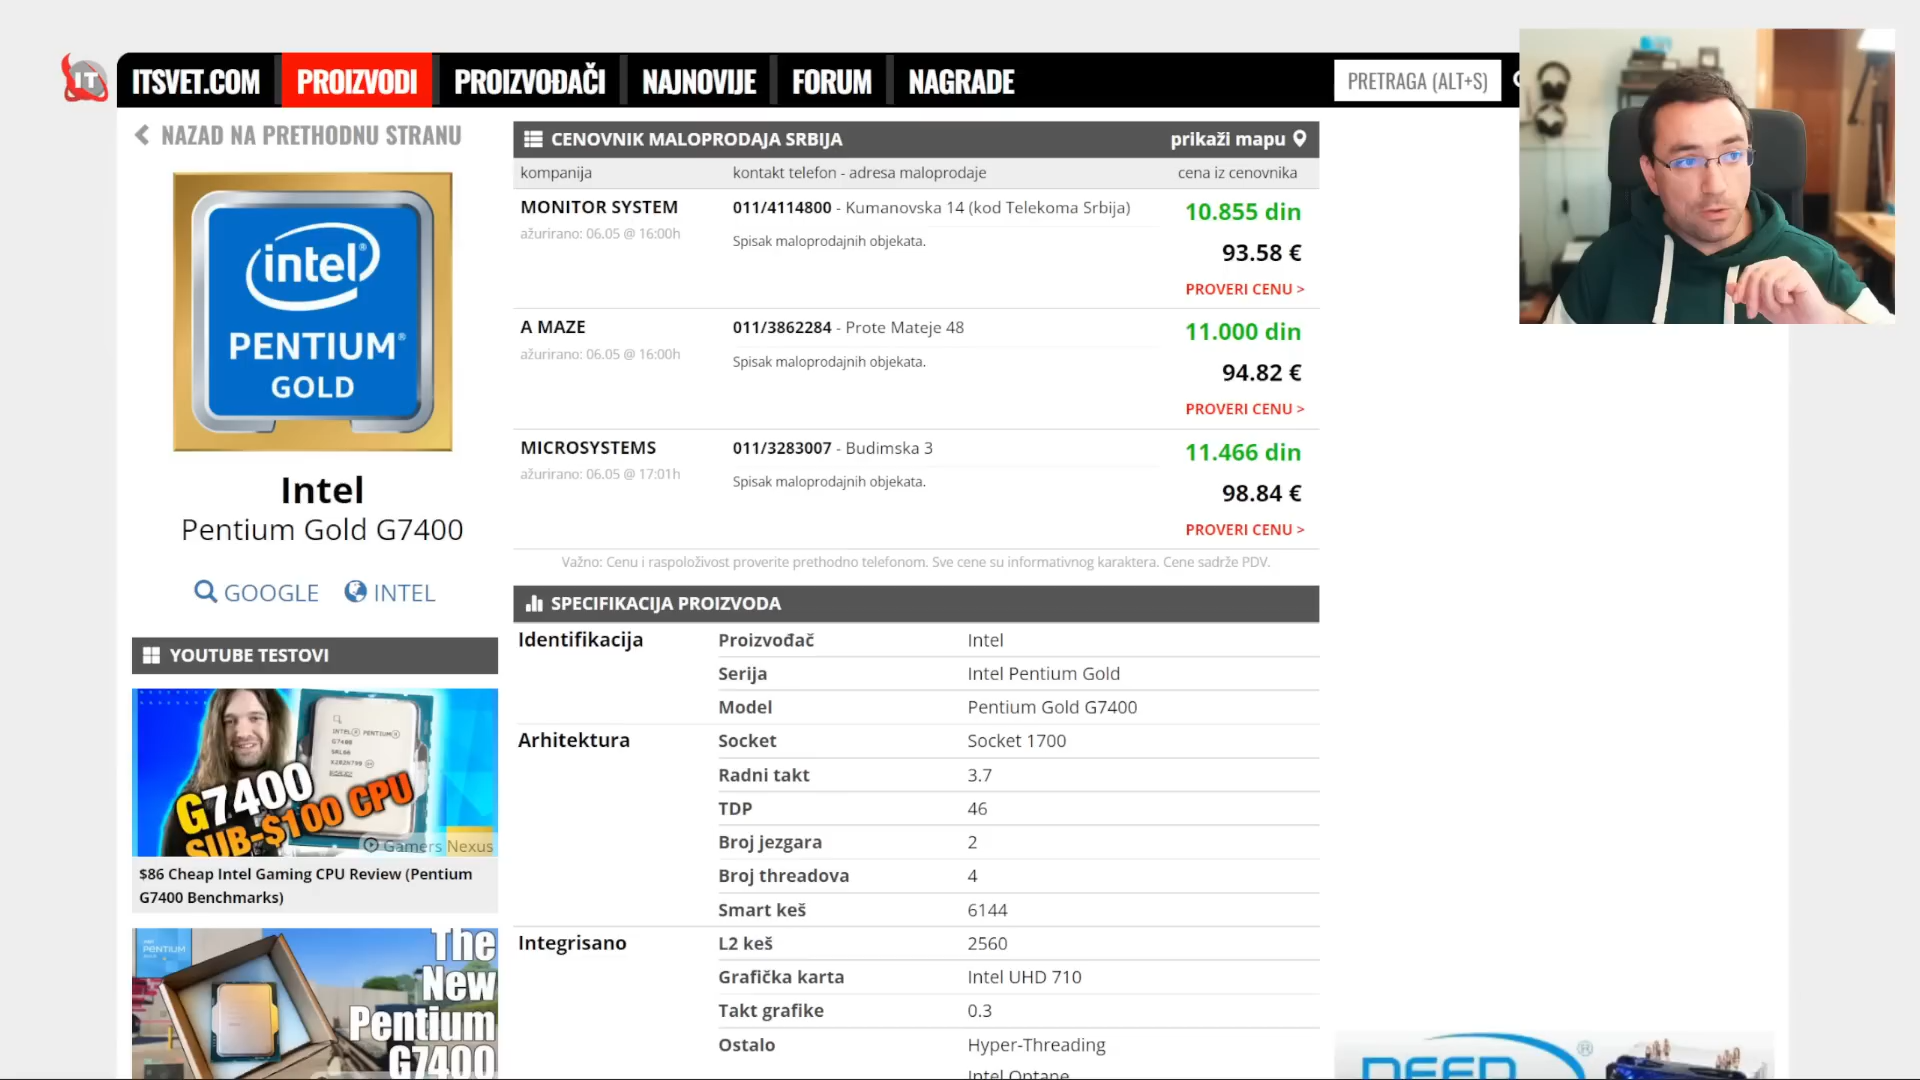 IT
ITSVET.COM
PROIZVODI
PROIZVOĐAČI
NAJNOVIJE
FORUM
NAGRADE
PRETRAGA (ALT+S)
NAZAD NA PRETHODNU STRANU
intel®
PENTIUM®
GOLD
Intel
Pentium Gold G7400
GOOGLE
INTEL
YOUTUBE TESTOVI
INTEL® PENTIUM®
G7400
G7400
SUB-$100 CPU
Gamers Nexus
$86 Cheap Intel Gaming CPU Review (Pentium
G7400 Benchmarks)
PENTIUM
The
New
Pentium
G7400
CENOVNIK MALOPRODAJA SRBIJA
prikaži mapu
kompanija
kontakt telefon - adresa maloprodaje
cena iz cenovnika
MONITOR SYSTEM
011/4114800 - Kumanovska 14 (kod Telekoma Srbija)
10.855 din
ažurirano: 06.05 @ 16:00h
Spisak maloprodajnih objekata.
93.58 €
PROVERI CENU >
A MAZE
011/3862284 - Prote Mateje 48
11.000 din
ažurirano: 06.05 @ 16:00h
Spisak maloprodajnih objekata.
94.82 €
PROVERI CENU >
MICROSYSTEMS
011/3283007 - Budimska 3
11.466 din
ažurirano: 06.05 @ 17:01h
Spisak maloprodajnih objekata.
98.84 €
PROVERI CENU >
Važno: Cenu i raspoloživost proverite prethodno telefonom. Sve cene su informativnog karaktera. Cene sadrže PDV.
SPECIFIKACIJA PROIZVODA
Identifikacija
Proizvođač
Intel
Serija
Intel Pentium Gold
Model
Pentium Gold G7400
Arhitektura
Socket
Socket 1700
Radni takt
3.7
TDP
46
Broj jezgara
2
Broj threadova
4
Smart keš
6144
Integrisano
L2 keš
2560
Grafička karta
Intel UHD 710
Takt grafike
0.3
Ostalo
Hyper-Threading
Intel Optane
DEEP
®